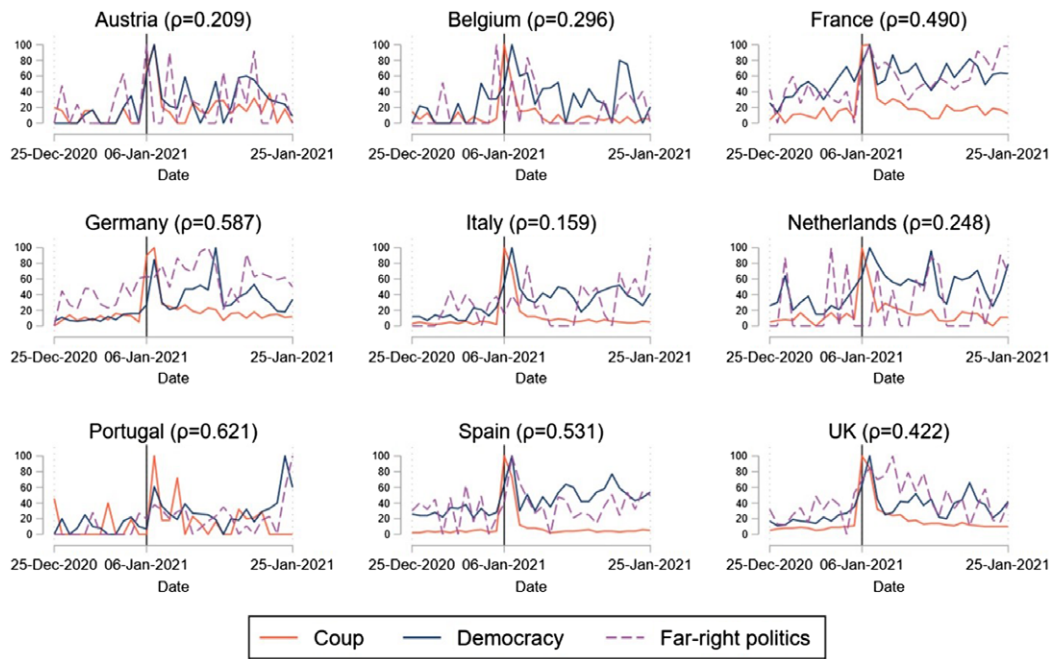 Austria (ρ=0.209) Belgium (ρ=0.296) France (ρ=0.490)
100 100 100
80 80 80
60 60 60
40 40 40
20 20 20
0 0 0
25-Dec-2020 06-Jan-2021 25-Jan-2021 25-Dec-2020 06-Jan-2021 25-Jan-2021 25-Dec-2020 06-Jan-2021 25-Jan-2021
Date Date Date
Germany (ρ=0.587) Italy (ρ=0.159) Netherlands (ρ=0.248)
100 100 100
80 80 80
60 60 60
40 40 40
20 20 20
0 0 0
25-Dec-2020 06-Jan-2021 25-Jan-2021 25-Dec-2020 06-Jan-2021 25-Jan-2021 25-Dec-2020 06-Jan-2021 25-Jan-2021
Date Date Date
Portugal (ρ=0.621) Spain (ρ=0.531) UK (ρ=0.422)
100 100 100
80 80 80
60 60 60
40 40 40
20 20 20
0 0 0
25-Dec-2020 06-Jan-2021 25-Jan-2021 25-Dec-2020 06-Jan-2021 25-Jan-2021 25-Dec-2020 06-Jan-2021 25-Jan-2021
Date Date Date
Coup Democracy Far-right politics